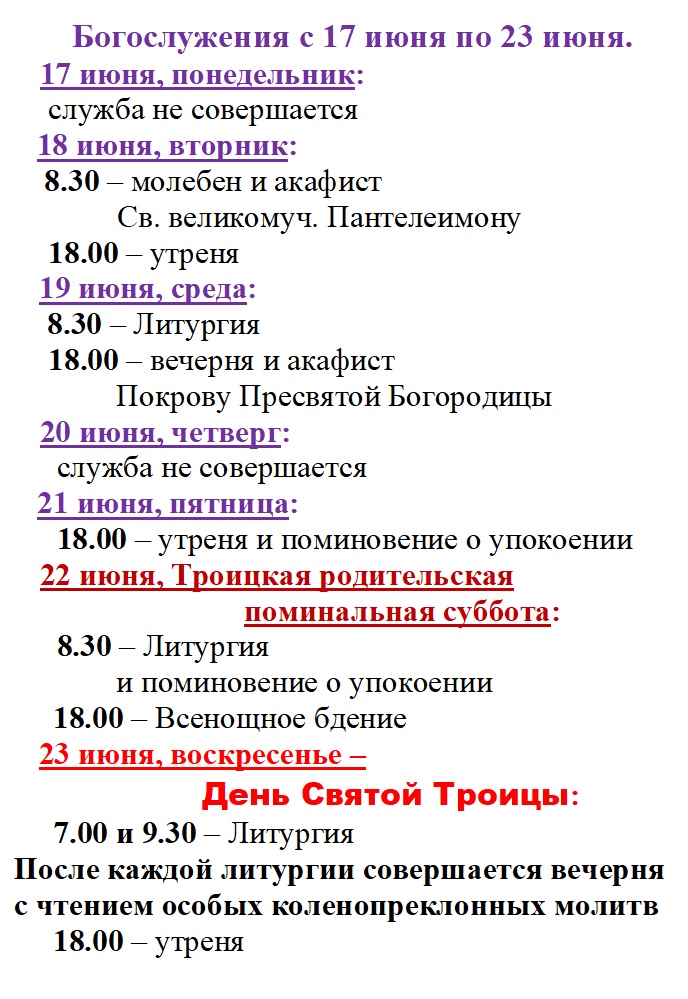 Богослужения с 17 июня по 23 июня.
17 июня, понедельник:
служба не совершается
18 июня, вторник:
8.30 – молебен и акафист
Св. великомуч. Пантелеимону
18.00 – утреня
19 июня, среда:
8.30 – Литургия
18.00 – вечерня и акафист
Покрову Пресвятой Богородицы
20 июня, четверг:
служба не совершается
21 июня, пятница:
18.00 – утреня и поминовение о упокоении
22 июня, Троицкая родительская
поминальная суббота:
8.30 – Литургия
и поминовение о упокоении
18.00 – Всенощное бдение
23 июня, воскресенье –
День Святой Троицы:
7.00 и 9.30 – Литургия
После каждой литургии совершается вечерня
с чтением особых коленопреклонных молитв
18.00 – утреня